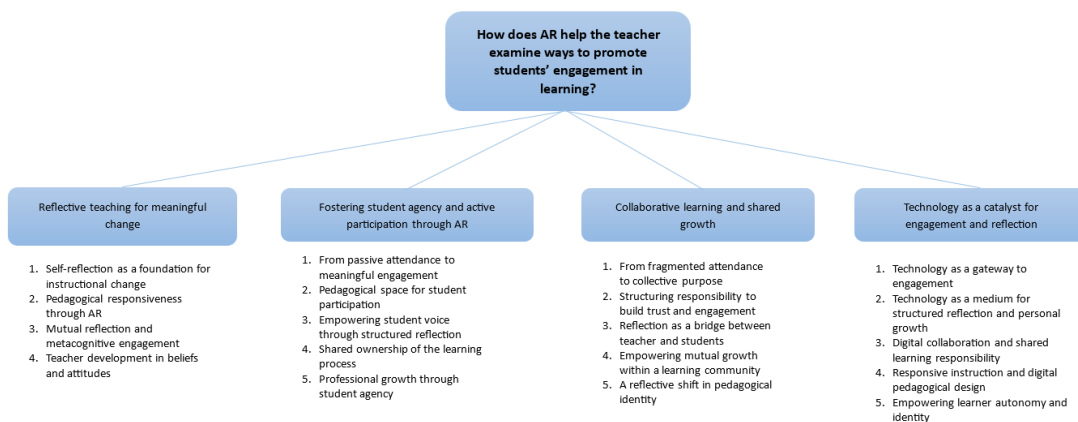 How does AR help the teacher
examine ways to promote
students’ engagement in
learning?
Reflective teaching for meaningful
change
1. Self-reflection as a foundation for
instructional change
2. Pedagogical responsiveness
through AR
3. Mutual reflection and
metacognitive engagement
4. Teacher development in beliefs
and attitudes
Fostering student agency and active
participation through AR
1. From passive attendance to
meaningful engagement
2. Pedagogical space for student
participation
3. Empowering student voice
through structured reflection
4. Shared ownership of the learning
process
5. Professional growth through
student agency
Collaborative learning and shared
growth
1. From fragmented attendance
to collective purpose
2. Structuring responsibility to
build trust and engagement
3. Reflection as a bridge between
teacher and students
4. Empowering mutual growth
within a learning community
5. A reflective shift in pedagogical
identity
Technology as a catalyst for
engagement and reflection
1. Technology as a gateway to
engagement
2. Technology as a medium for
structured reflection and personal
growth
3. Digital collaboration and shared
learning responsibility
4. Responsive instruction and digital
pedagogical design
5. Empowering learner autonomy and
identity